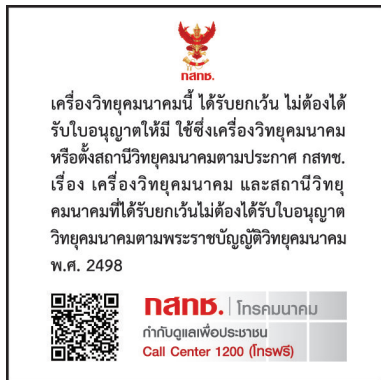 กสทช.
เครื่องวิทยุคมนาคมนี้ ได้รับยกเว้น ไม่ต้องได้
รับใบอนุญาตให้มี ใช้ซึ่งเครื่องวิทยุคมนาคม
หรือตั้งสถานีวิทยุคมนาคมตามประกาศ กสทช.
เรื่อง เครื่องวิทยุคมนาคม และสถานีวิทยุ
คมนาคมที่ได้รับยกเว้นไม่ต้องได้รับใบอนุญาต
วิทยุคมนาคมตามพระราชบัญญัติวิทยุคมนาคม
พ.ศ. 2498
กสทช. | โทรคมนาคม
กำกับดูแลเพื่อประชาชน
Call Center 1200 (โทรฟรี)